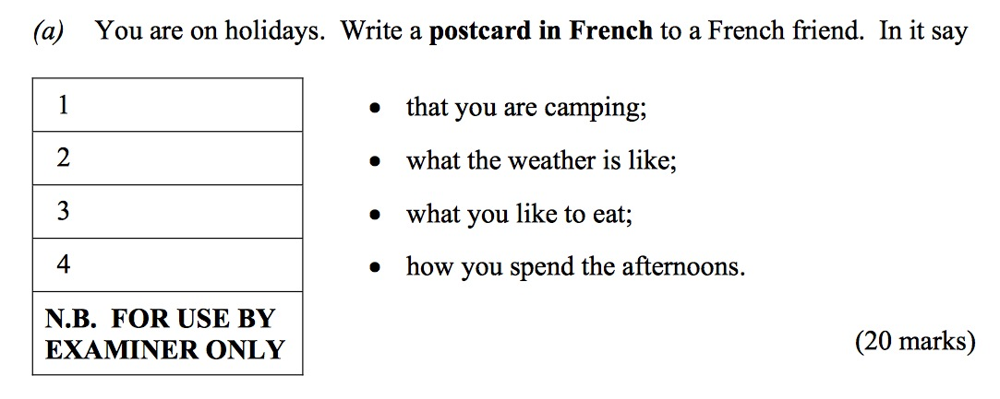 (a) You are on holidays. Write a postcard in French to a French friend. In it say
1
• that you are camping;
2
• what the weather is like;
3
• what you like to eat;
4
• how you spend the afternoons.
N.B. FOR USE BY
EXAMINER ONLY
(20 marks)